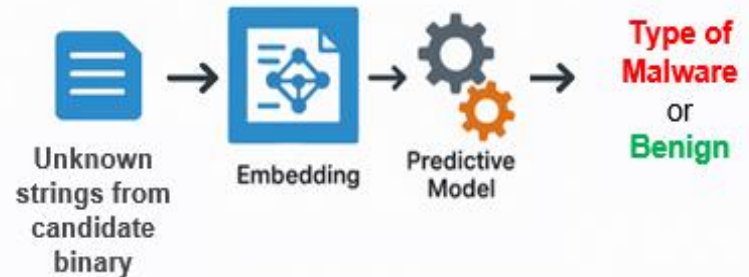 Unknown
strings from
candidate
binary
Embedding
Predictive
Model
Type of
Malware
or
Benign